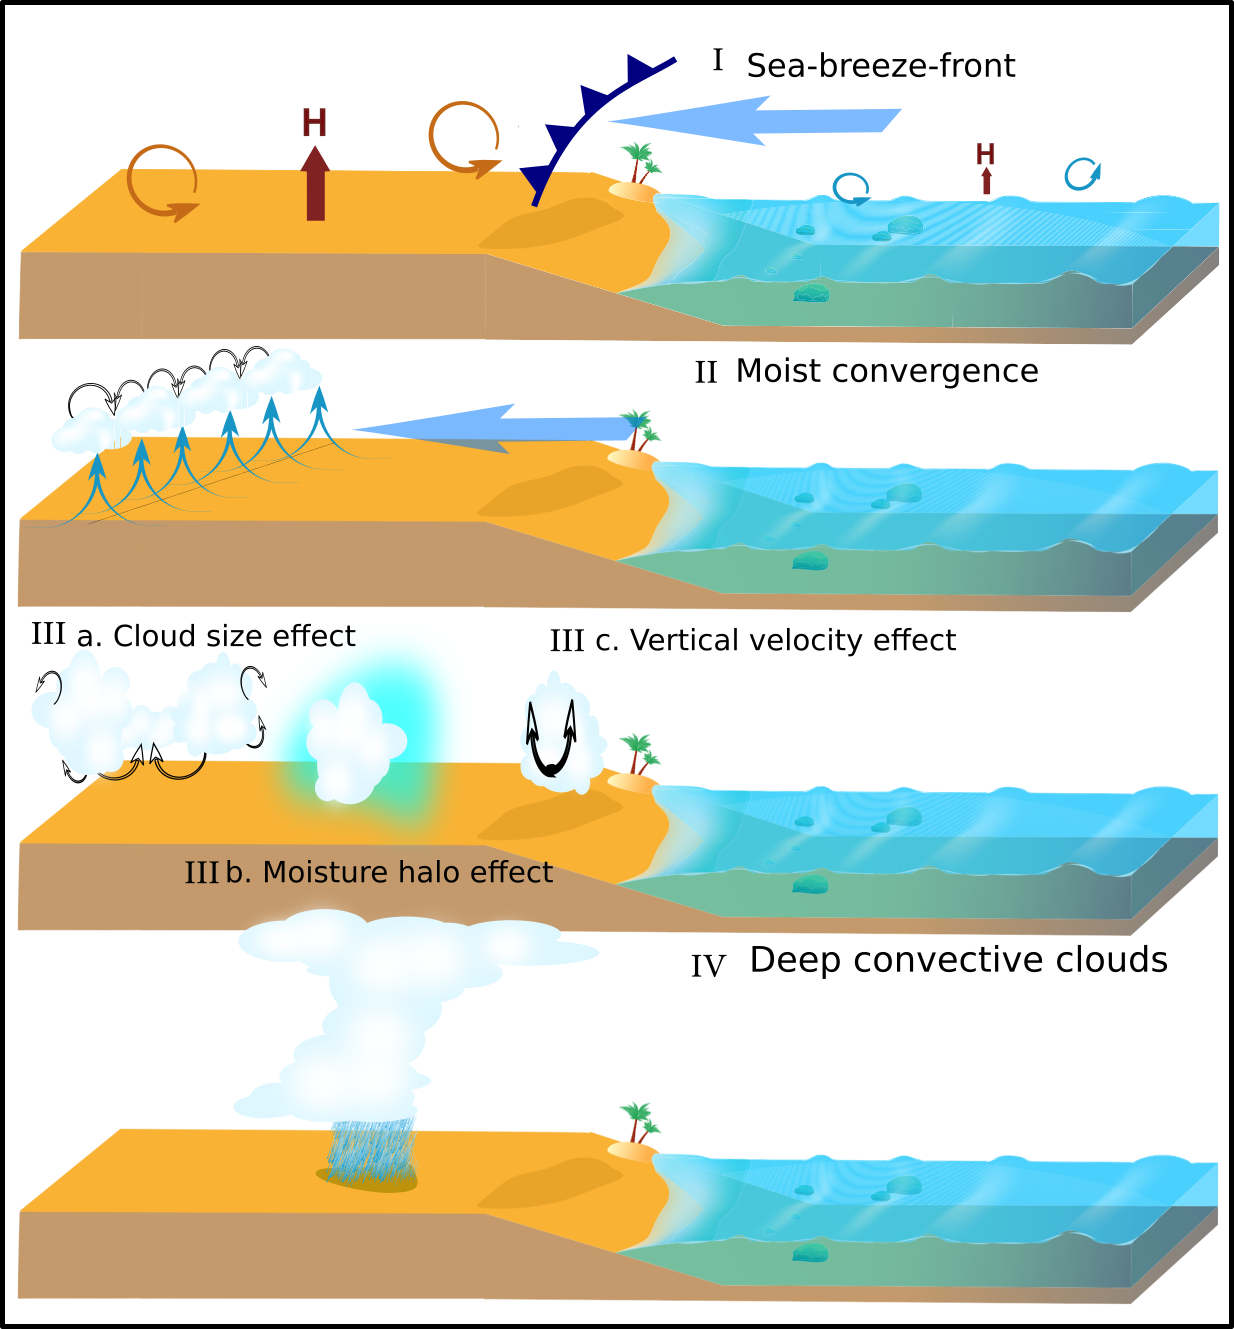 I Sea-breeze-front
H
H
II Moist convergence
III a. Cloud size effect
III c. Vertical velocity effect
III b. Moisture halo effect
IV Deep convective clouds